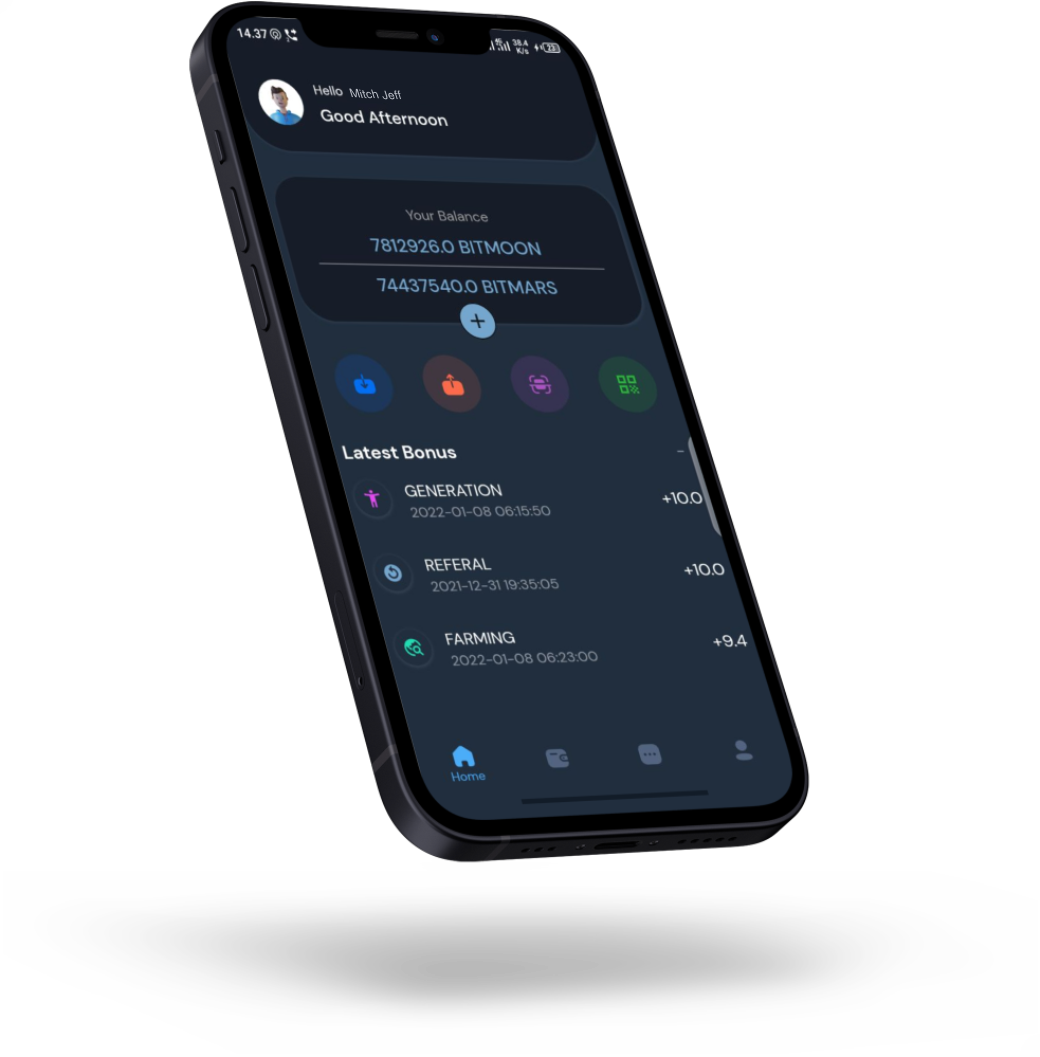 14.37 4G 38.4 K/s 23
Hello Mitch Jeff
Good Afternoon
Your Balance
7812926.0 BITMOON
74437540.0 BITMARS
+
Latest Bonus
GENERATION +10.0
2022-01-08 06:15:50
REFERAL +10.0
2021-12-31 19:35:05
FARMING +9.4
2022-01-08 06:23:00
Home